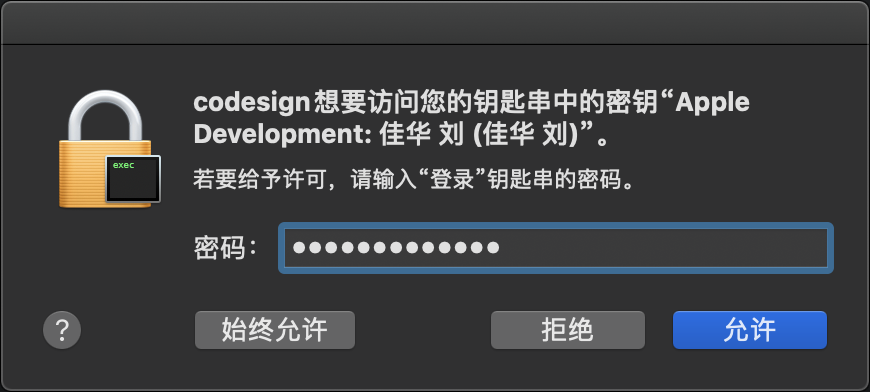 codesign想要访问您的钥匙串中的密钥“Apple
Development: 佳华 刘 (佳华 刘)”。
exec
若要给予许可，请输入“登录”钥匙串的密码。
密码：●●●●●●●●●●●●●
? 始终允许 拒绝 允许